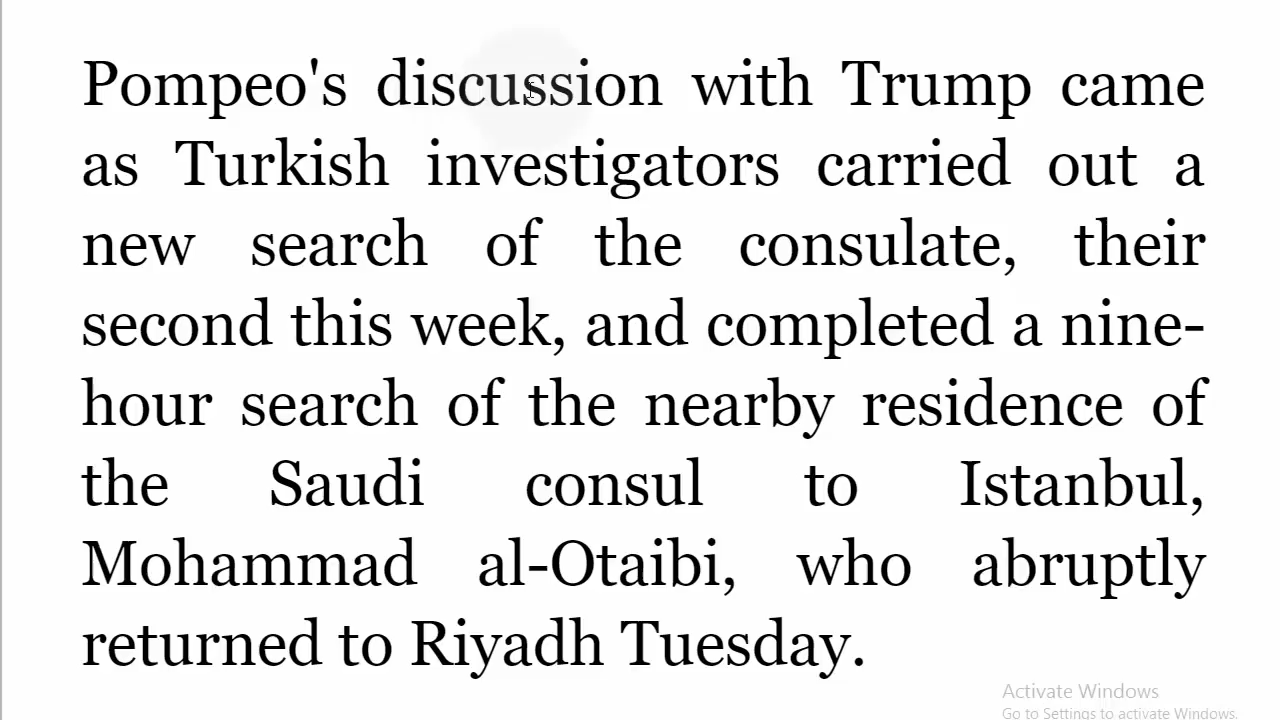 Pompeo's discussion with Trump came
as Turkish investigators carried out a
new search of the consulate, their
second this week, and completed a nine-
hour search of the nearby residence of
the Saudi consul to Istanbul,
Mohammad al-Otaibi, who abruptly
returned to Riyadh Tuesday.
Activate Windows
Go to Settings to activate Windows.